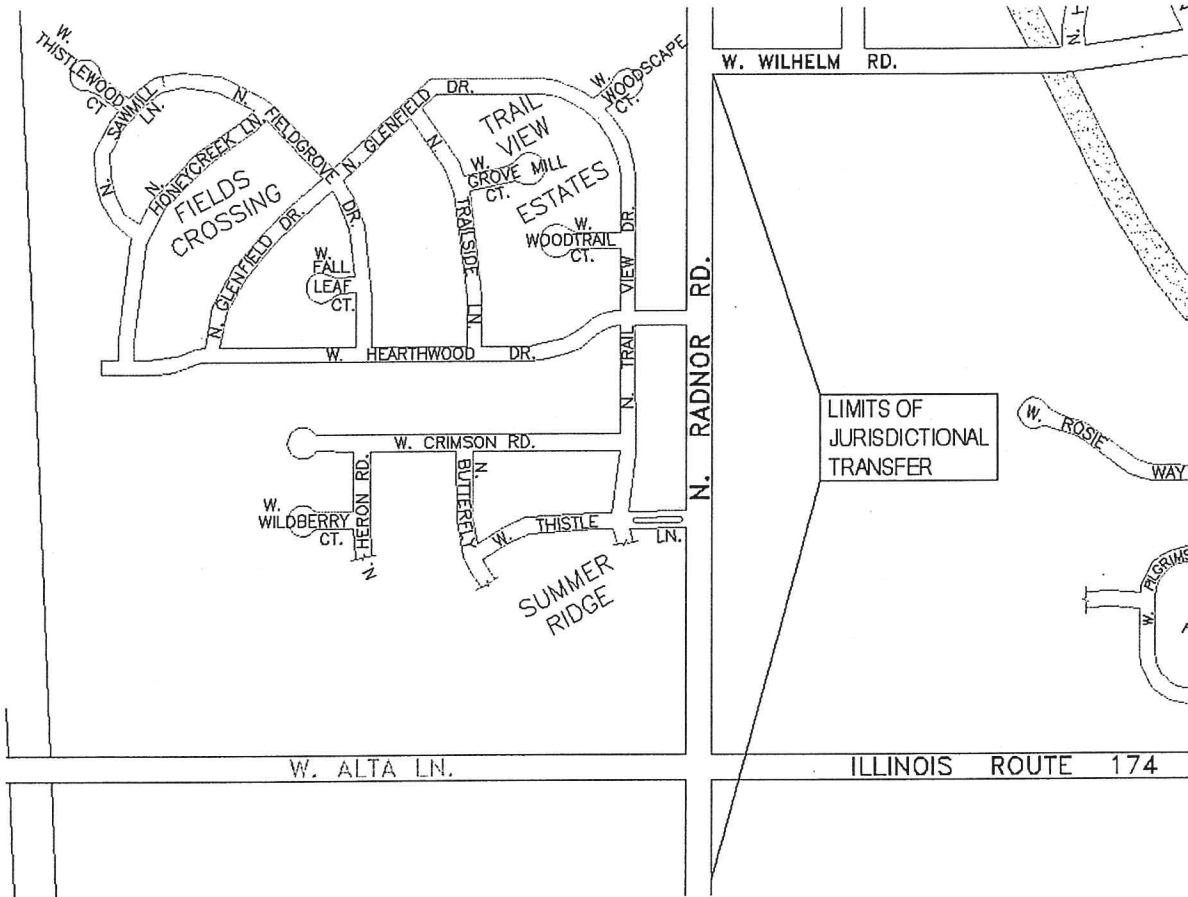 W.
THISTLEWOOD
CT
N. SAWMILL LN.
N. HONEYCREEK LN.
N. FIELDGROVE DR.
FIELDS
CROSSING
N. GLENFIELD DR.
N. GLENFIELD DR.
W.
FALL
LEAF
CT.
TRAIL
VIEW
ESTATES
W.
WOODSCAPE
CT.
W.
GROVE MILL
CT.
N. TRAILSIDE LN.
W.
WOODTRAIL
CT.
N. TRAIL VIEW DR.
W. HEARTHWOOD DR.
W. WILHELM RD.
N.
N. RADNOR RD.
LIMITS OF
JURISDICTIONAL
TRANSFER
W. ROSIE WAY
W. CRIMSON RD.
N. HERON RD.
N. BUTTERFLY
W.
WILDBERRY
CT.
W. THISTLE LN.
SUMMER
RIDGE
W. PILGRIMS
W. ALTA LN.
ILLINOIS ROUTE 174